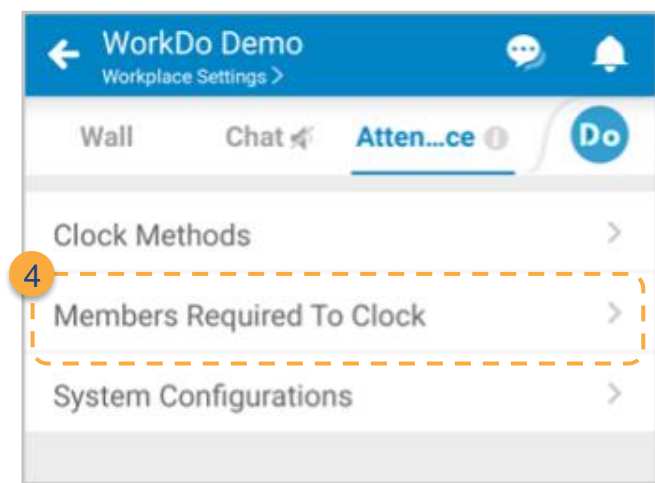 WorkDo Demo
Workplace Settings >
Wall Chat Atten...ce Do
Clock Methods
4
Members Required To Clock
System Configurations